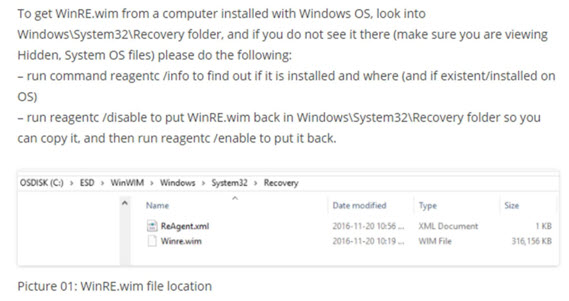 To get WinRE.wim from a computer installed with Windows OS, look into
Windows\System32\Recovery folder, and if you do not see it there (make sure you are viewing
Hidden, System OS files) please do the following:
– run command reagentc /info to find out if it is installed and where (and if existent/installed on
OS)
– run reagentc /disable to put WinRE.wim back in Windows\System32\Recovery folder so you
can copy it, and then run reagentc /enable to put it back.
OSDISK (C:) › ESD › WinWIM › Windows › System32 › Recovery
Name Date modified Type Size
ReAgent.xml 2016-11-20 10:56 ... XML Document 1 KB
Winre.wim 2016-11-20 10:19 ... WIM File 316,156 KB
Picture 01: WinRE.wim file location